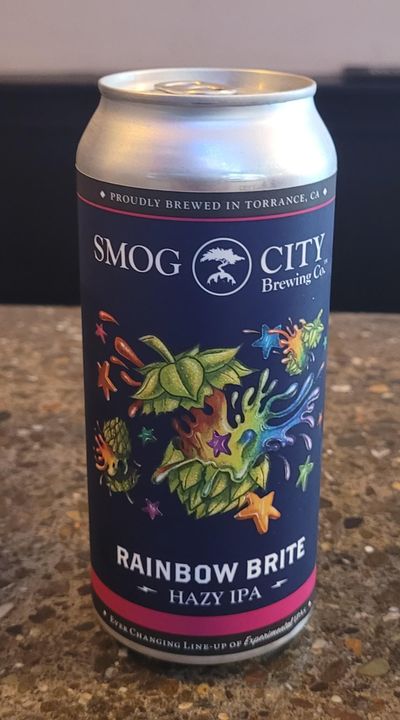 PROUDLY BREWED IN TORRANCE, CA
SMOG CITY
Brewing Co.™
RAINBOW BRITE
HAZY IPA
EVER CHANGING LINE-UP OF Experimental IPAs